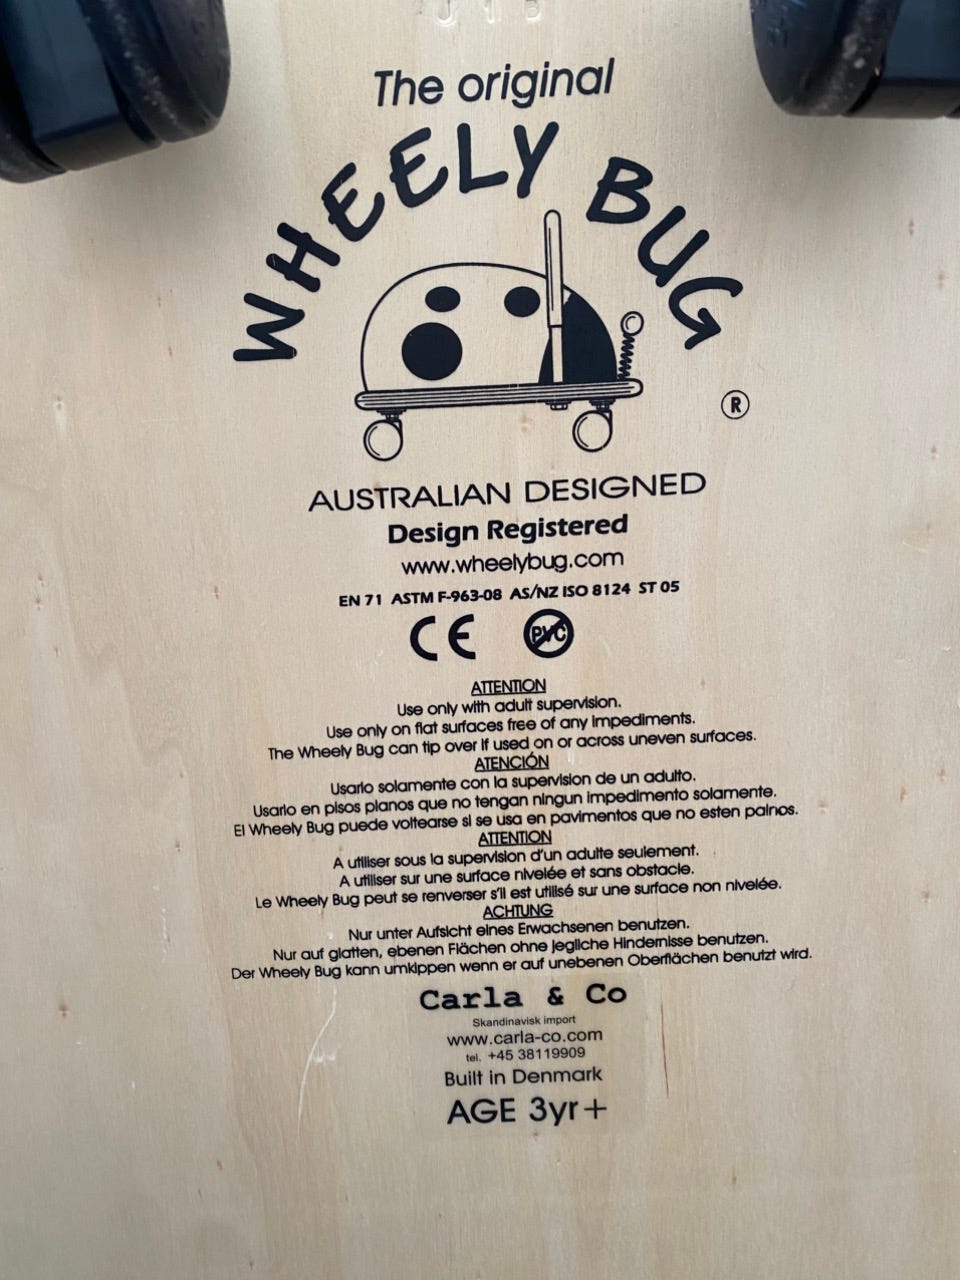 The original
WHEELY BUG
®
AUSTRALIAN DESIGNED
Design Registered
www.wheelybug.com
EN 71 ASTM F-963-08 AS/NZ ISO 8124 ST 05
CE PVC
ATTENTION
Use only with adult supervision.
Use only on flat surfaces free of any impediments.
The Wheely Bug can tip over if used on or across uneven surfaces.
ATENCIÓN
Usarlo solamente con la supervision de un adulto.
Usarlo en pisos planos que no tengan ningun impedimento solamente.
El Wheely Bug puede voltearse si se usa en pavimentos que no esten
ATTENTION
A utiliser sous la supervision d'un adulte seulement.
A utiliser sur une surface nivelée et sans obstacle.
Le Wheely Bug peut se renverser s'il est utilisé sur une surface non nivelée.
ACHTUNG
Nur unter Aufsicht eines Erwachsenen benutzen.
Nur auf glatten, ebenen Flächen ohne jegliche Hindernisse benutzen.
Der Wheely Bug kann umkippen wenn er auf unebenen Oberflächen benutzt wird.
Carla & Co
Skandinavisk import
www.carla-co.com
tel. +45 38119909
Built in Denmark
AGE 3yr+